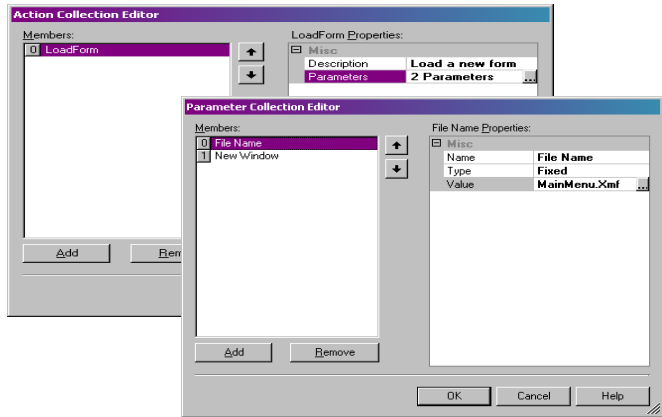 Action Collection Editor
Members:
LoadForm Properties:
0 LoadForm
Misc
Description Load a new form
Parameters 2 Parameters ...
Add
Parameter Collection Editor
Members:
File Name Properties:
0 File Name
1 New Window
Misc
Name File Name
Type Fixed
Value MainMenu.Xmf ...
Add Remove
OK Cancel Help